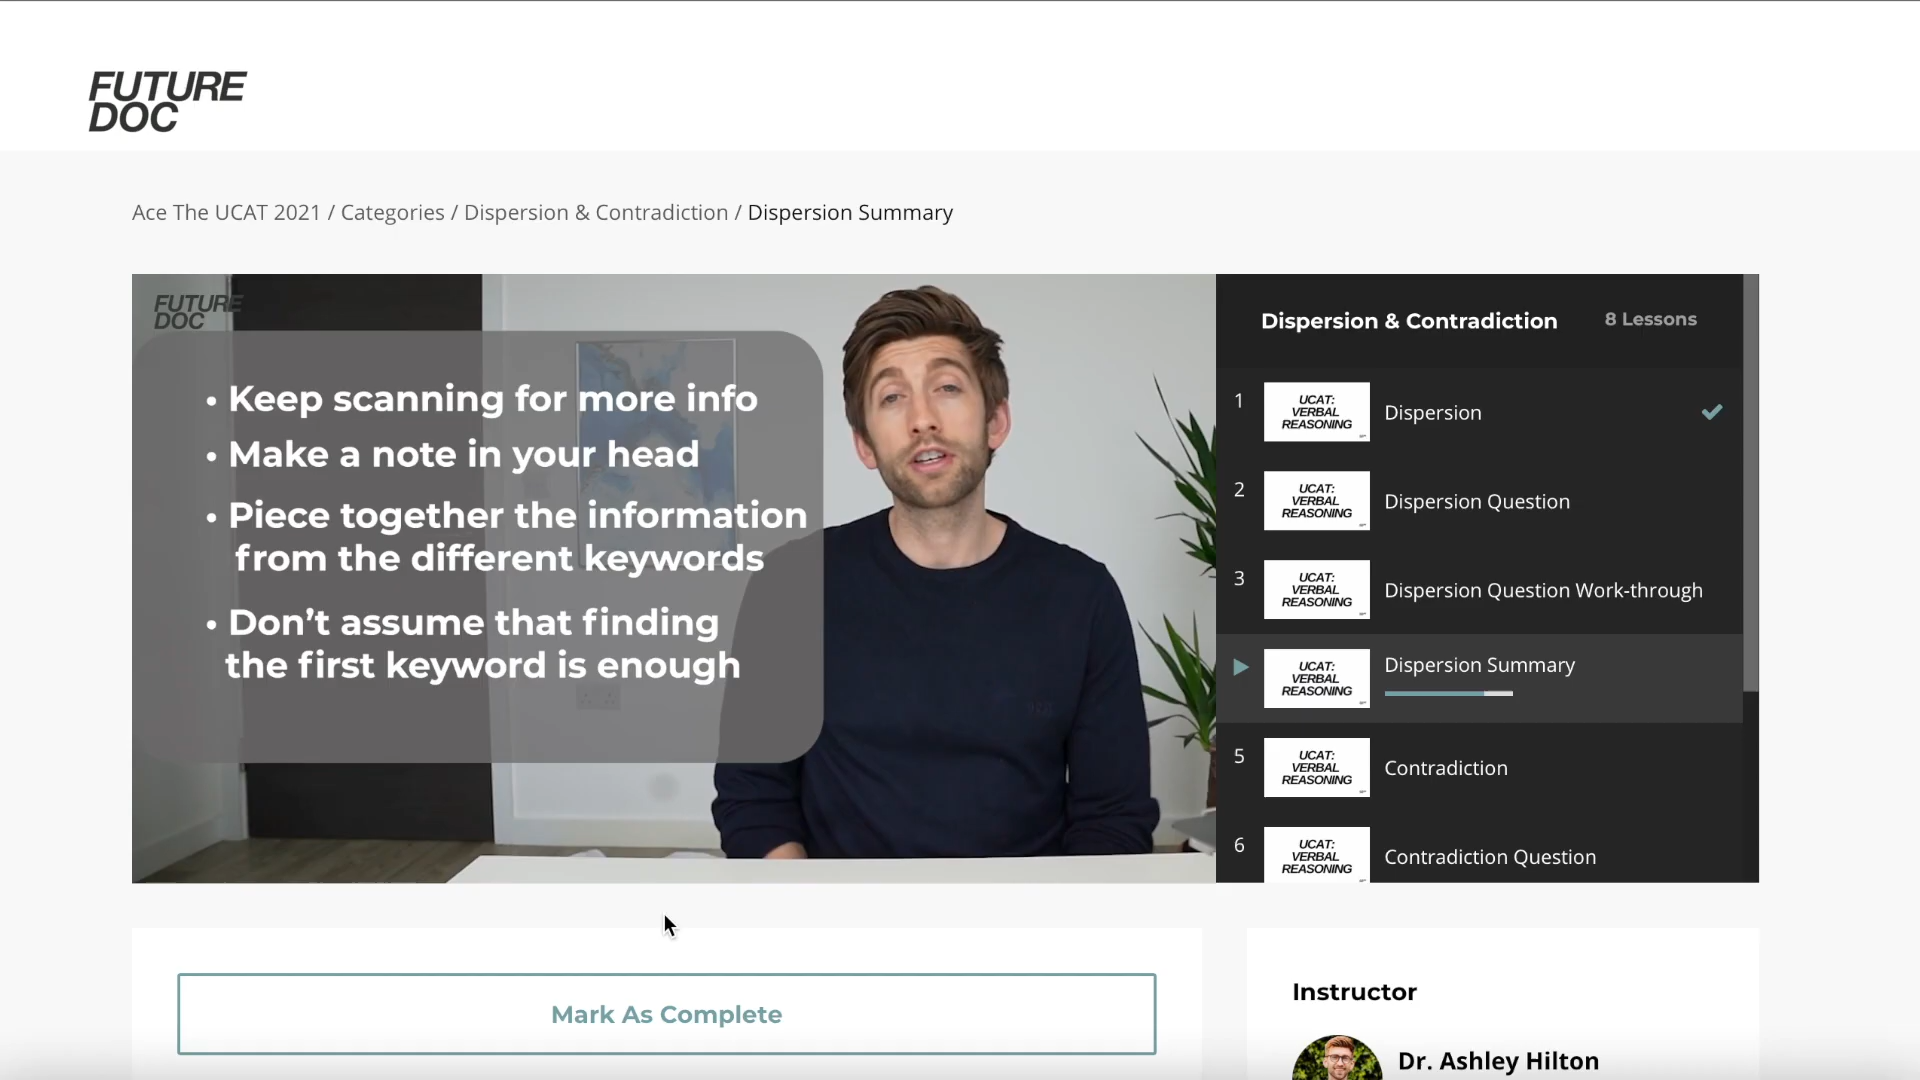 FUTURE
DOC
Ace The UCAT 2021 / Categories / Dispersion & Contradiction / Dispersion Summary
FUTURE
DOC
• Keep scanning for more info
• Make a note in your head
• Piece together the information
from the different keywords
• Don’t assume that finding
the first keyword is enough
Dispersion & Contradiction 8 Lessons
1
UCAT:
VERBAL
REASONING
Dispersion
2
UCAT:
VERBAL
REASONING
Dispersion Question
3
UCAT:
VERBAL
REASONING
Dispersion Question Work-through
UCAT:
VERBAL
REASONING
Dispersion Summary
5
UCAT:
VERBAL
REASONING
Contradiction
6
UCAT:
VERBAL
REASONING
Contradiction Question
Mark As Complete
Instructor
Dr. Ashley Hilton